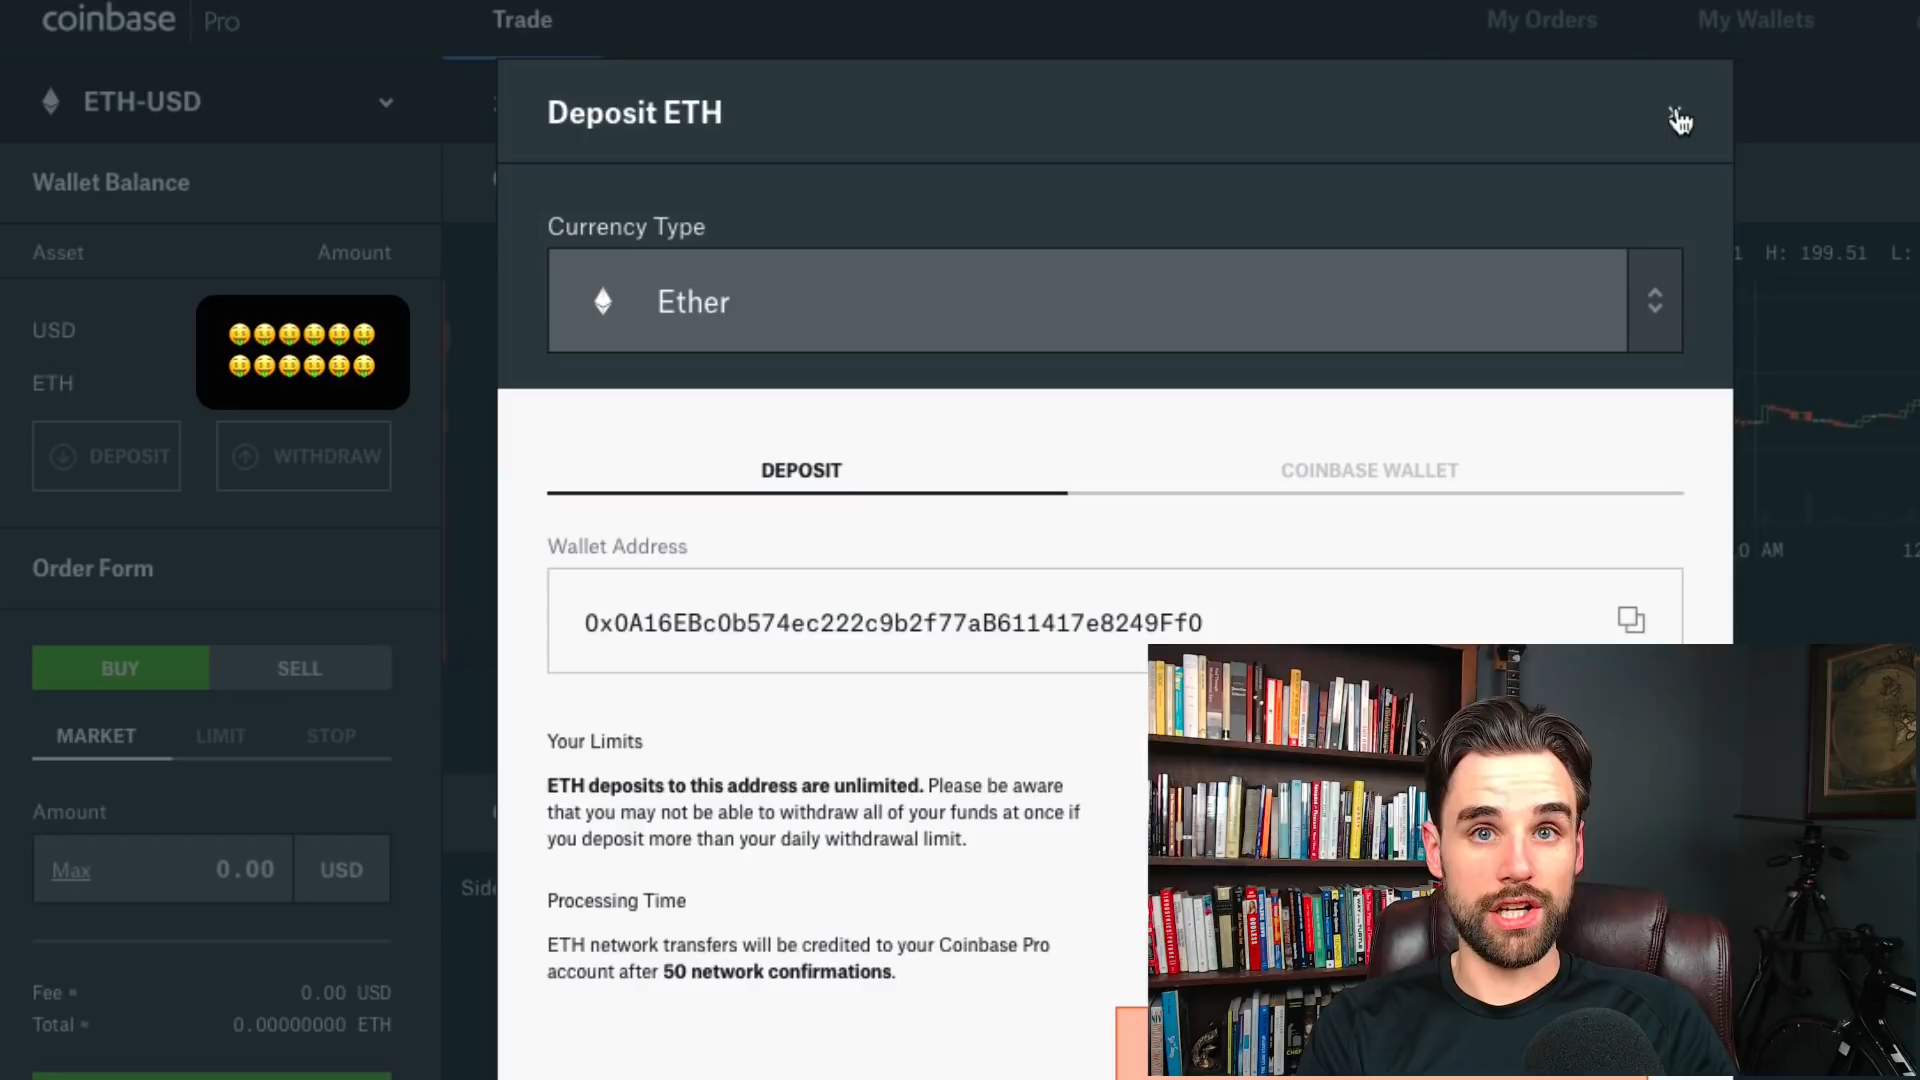 coinbase Pro
Trade
My Orders
My Wallets
ETH-USD
Deposit ETH
Wallet Balance
Currency Type
Asset
Amount
H: 199.51 L:
Ether
USD
ETH
DEPOSIT
WITHDRAW
DEPOSIT
COINBASE WALLET
Wallet Address
0 AM
12
Order Form
0x0A16EBc0b574ec222c9b2f77aB611417e8249Ff0
BUY
SELL
MARKET
LIMIT
STOP
Your Limits
ETH deposits to this address are unlimited. Please be aware
that you may not be able to withdraw all of your funds at once if
you deposit more than your daily withdrawal limit.
Amount
Max
0.00
USD
Side
Processing Time
ETH network transfers will be credited to your Coinbase Pro
account after 50 network confirmations.
Fee ≈
0.00 USD
Total ≈
0.00000000 ETH